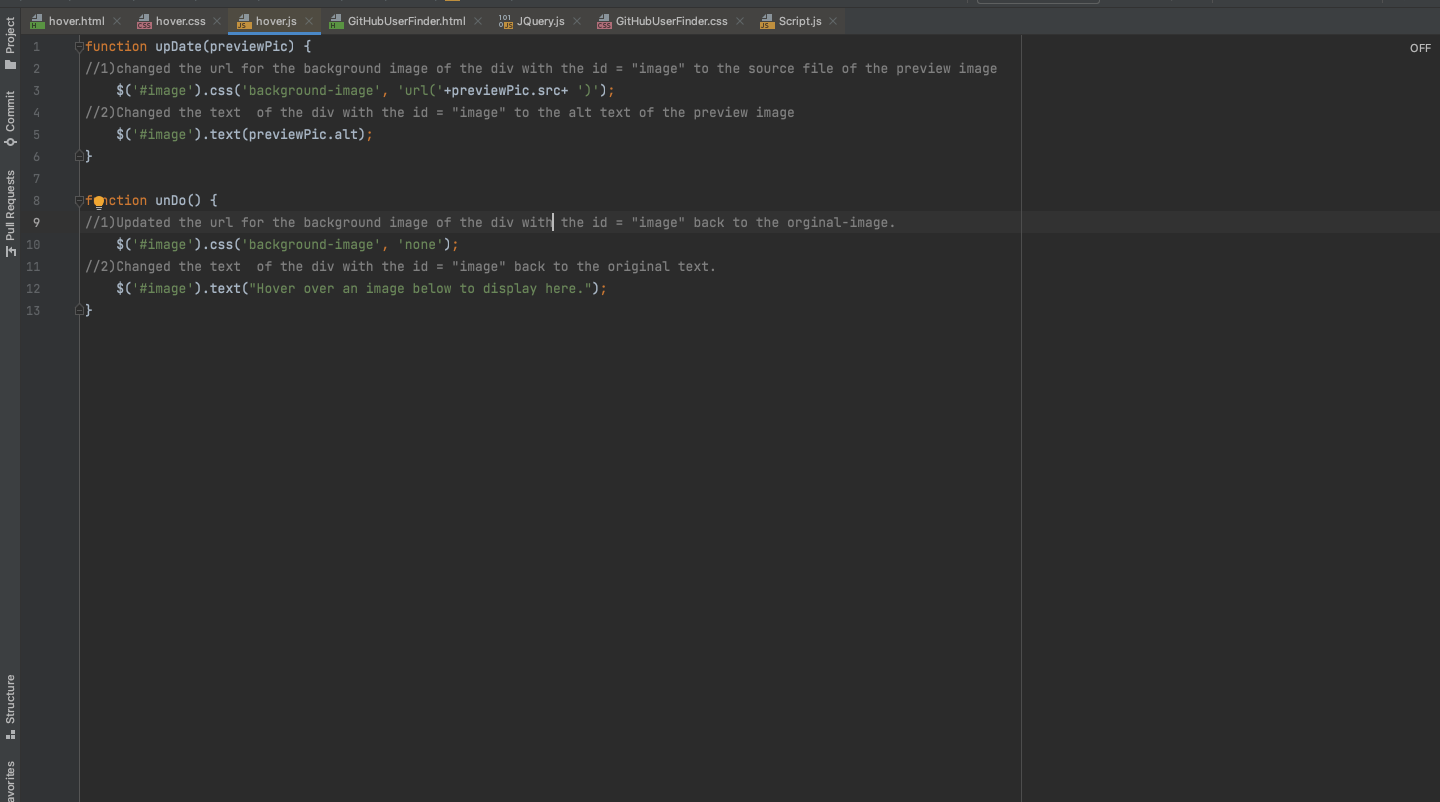 hover.html hover.css hover.js GitHubUserFinder.html JQuery.js GitHubUserFinder.css Script.js
OFF
Project
Commit
Pull Requests
Structure
1 function upDate(previewPic) {
2 //1)changed the url for the background image of the div with the id = "image" to the source file of the preview image
3 $('#image').css('background-image', 'url('+previewPic.src+ ')');
4 //2)Changed the text  of the div with the id = "image" to the alt text of the preview image
5 $('#image').text(previewPic.alt);
6 }
7
8 function unDo() {
9 //1)Updated the url for the background image of the div with the id = "image" back to the orginal-image.
10 $('#image').css('background-image', 'none');
11 //2)Changed the text  of the div with the id = "image" back to the original text.
12 $('#image').text("Hover over an image below to display here.");
13 }
avorites